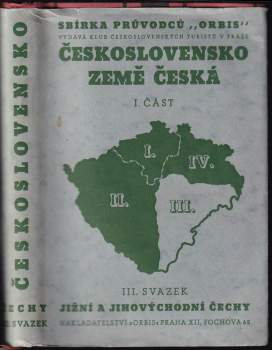 SBÍRKA PRŮVODCŮ „ORBIS"
VYDÁVÁ KLUB ČESKOSLOVENSKÝCH TURISTŮ V PRAZE
ČESKOSLOVENSKO
ZEMĚ ČESKÁ
I. ČÁST
I.
IV.
II.
III.
III. SVAZEK
JIŽNÍ A JIHOVÝCHODNÍ ČECHY
NAKLADATELSTVÍ »ORBIS« PRAHA XII, FOCHOVA 62
ČESKOSLOVENSKO
ČECHY
SVAZEK